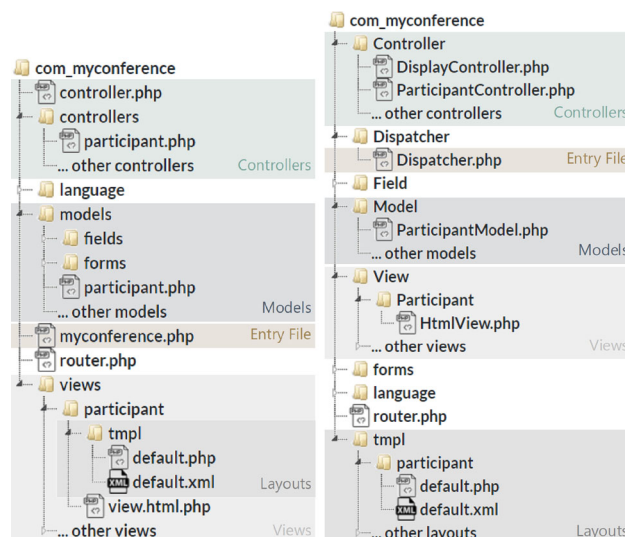 com_myconference
controller.php
controllers
participant.php
... other controllers Controllers
language
models
fields
forms
participant.php
... other models Models
myconference.php Entry File
router.php
views
participant
tmpl
default.php
XML default.xml Layouts
view.html.php
... other views Views
com_myconference
Controller
DisplayController.php
ParticipantController.php
... other controllers Controllers
Dispatcher
Dispatcher.php Entry File
Field
Model
ParticipantModel.php
... other models Models
View
Participant
HtmlView.php
... other views Views
forms
language
router.php
tmpl
participant
default.php
XML default.xml
... other layouts Layouts